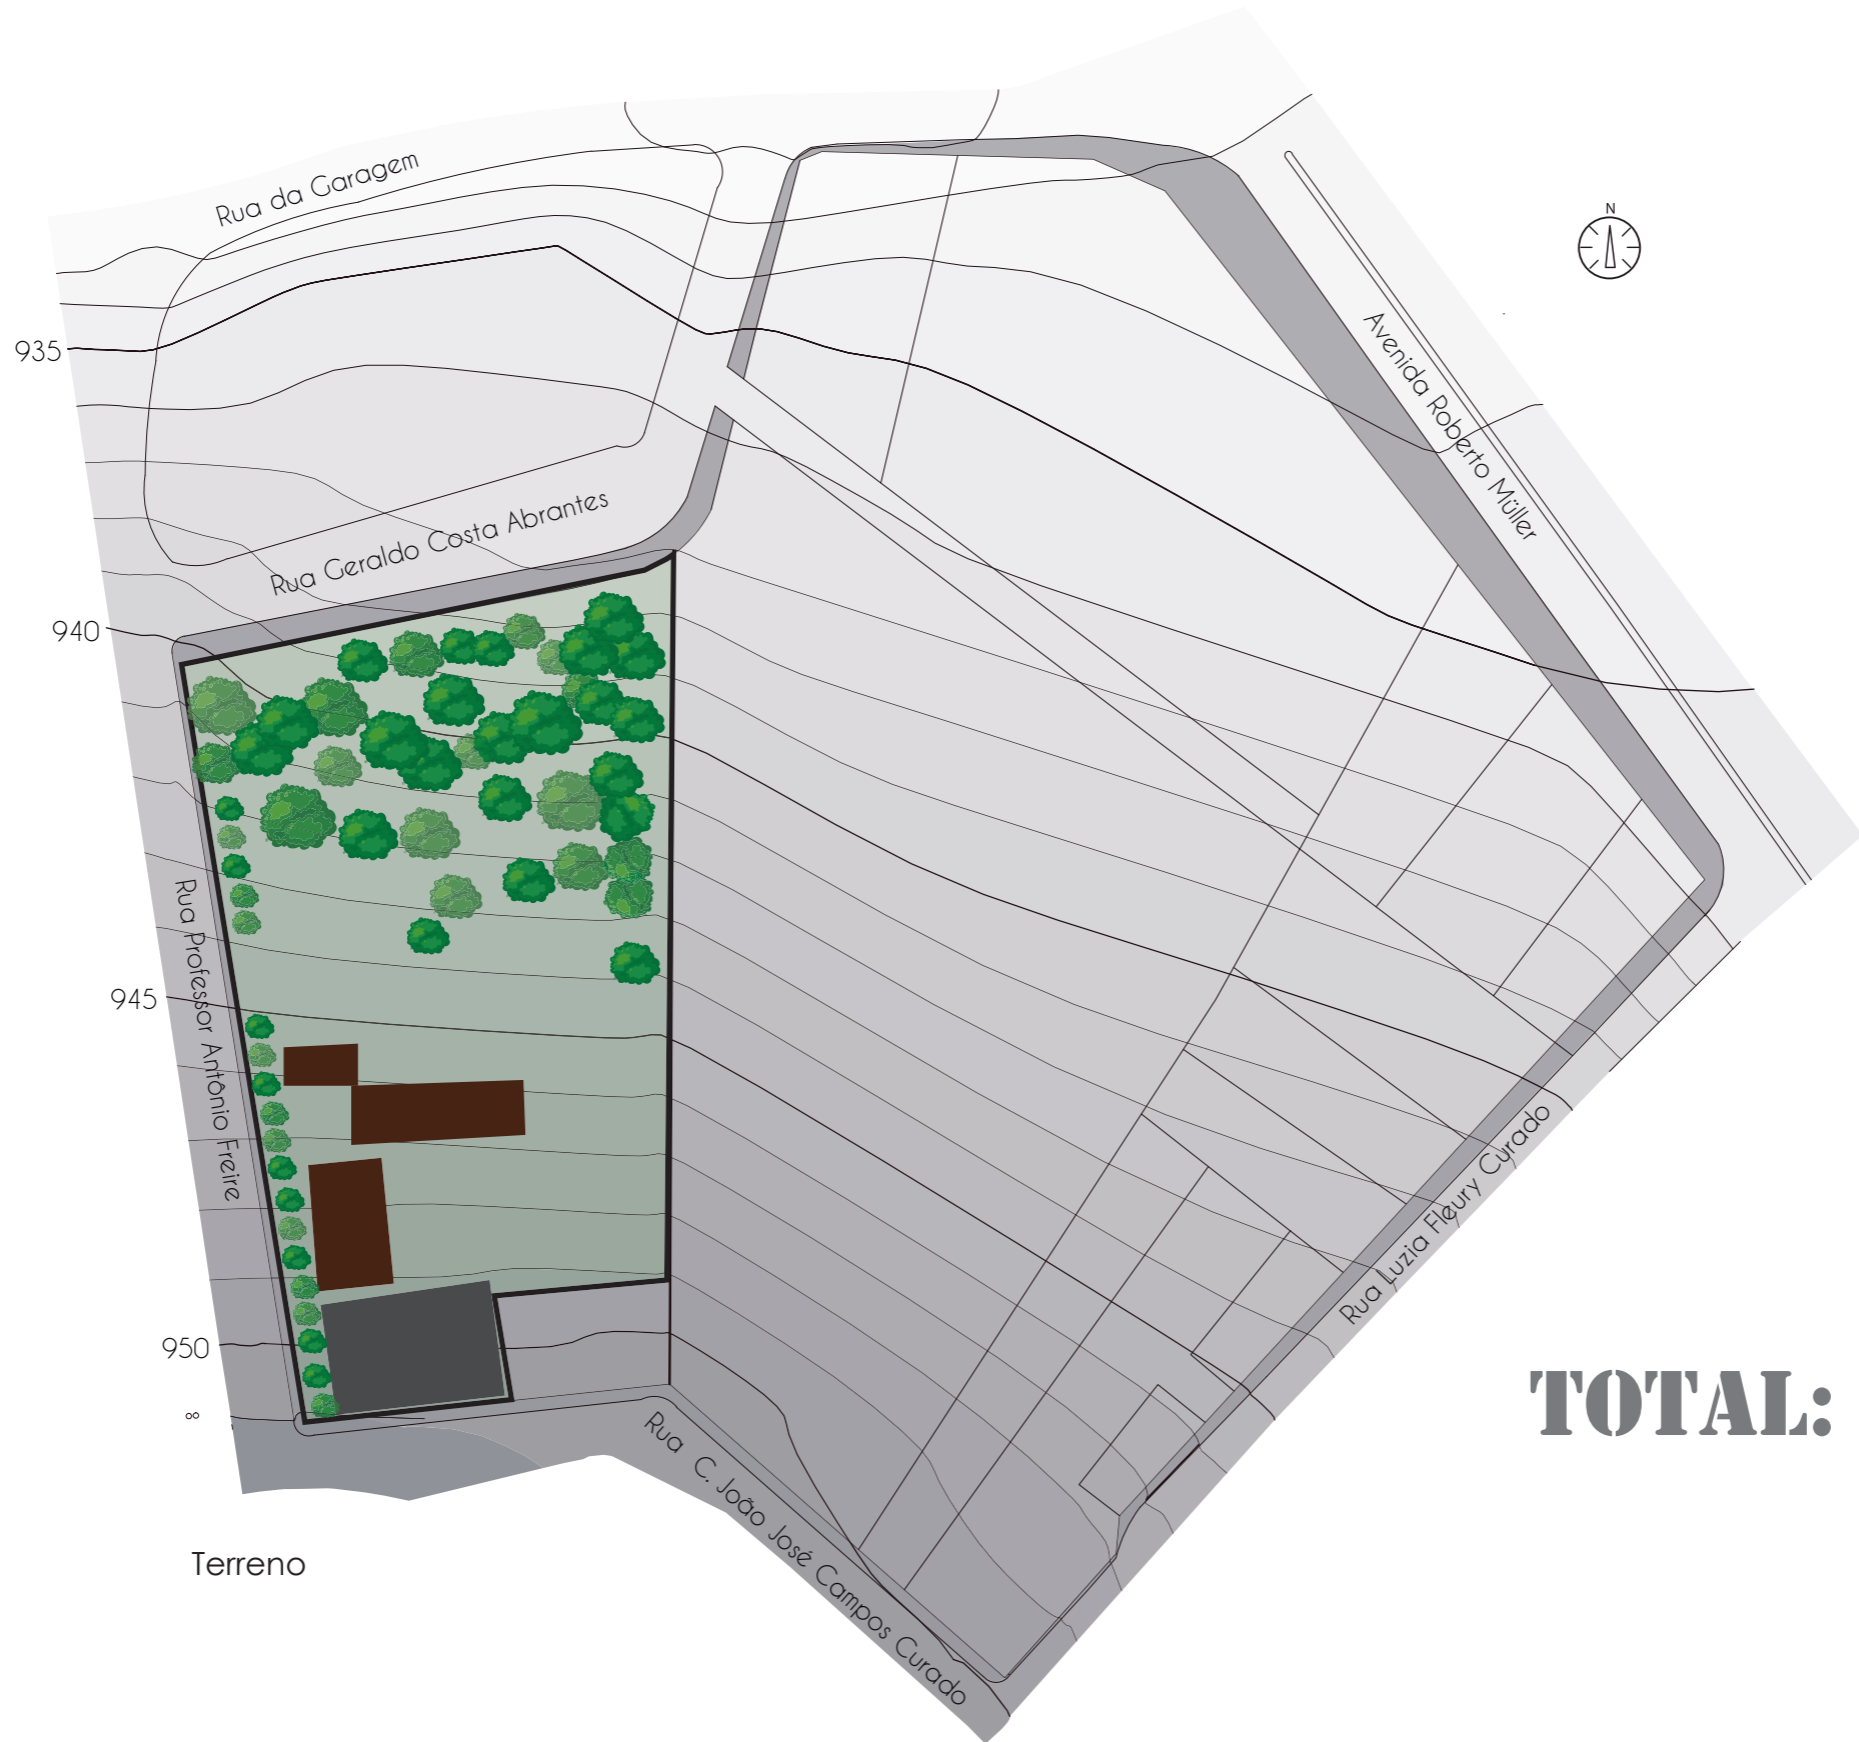 Rua da Garagem
N
935
Avenida Roberto Müller
Rua Geraldo Costa Abrantes
940
Rua Professor Antônio Freire
945
Rua Luzia Fleury Curado
950
TOTAL:
8
Rua C. João José Campos Curado
Terreno